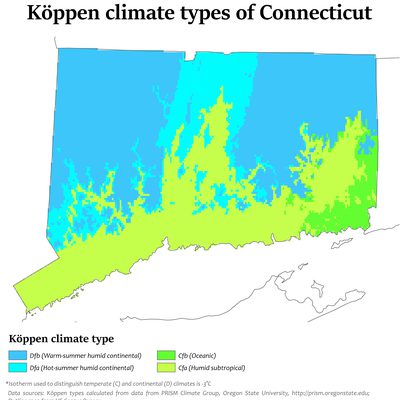 Köppen climate types of Connecticut
Köppen climate type
Dfb (Warm-summer humid continental)
Cfb (Oceanic)
Dfa (Hot-summer humid continental)
Cfa (Humid subtropical)
*Isotherm used to distinguish temperate (C) and continental (D) climates is -3°C
Data sources: Köppen types calculated from data from PRISM Climate Group, Oregon State University, http://prism.oregonstate.edu;